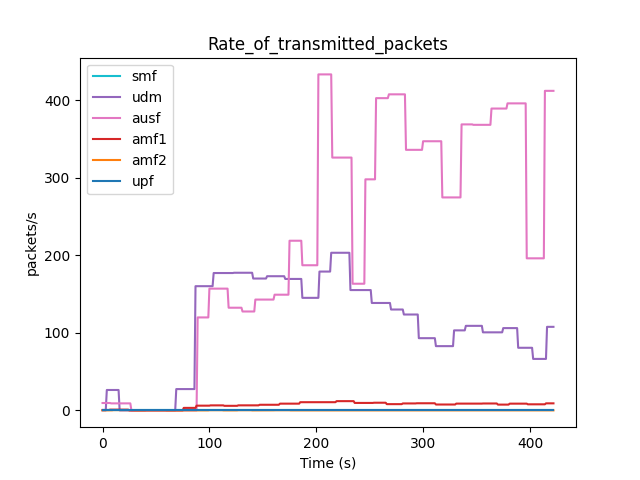 Rate_of_transmitted_packets
smf
udm
ausf
amf1
amf2
upf
400
300
200
100
0
packets/s
0 100 200 300 400
Time (s)